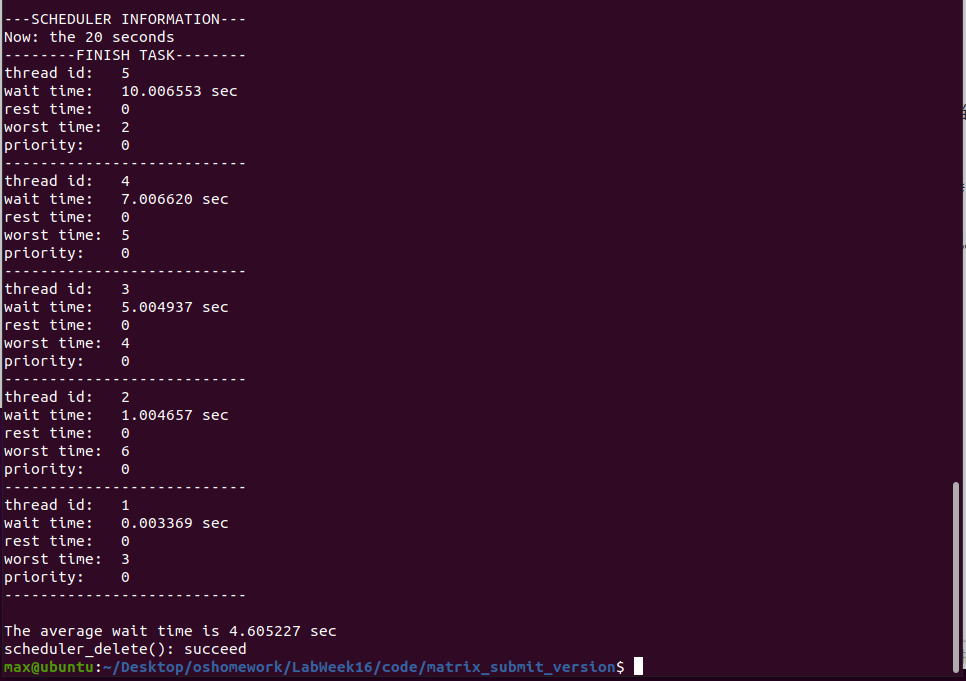 ---SCHEDULER INFORMATION---
Now: the 20 seconds
--------FINISH TASK--------
thread id:   5
wait time:   10.006553 sec
rest time:   0
worst time:  2
priority:    0
---------------------------
thread id:   4
wait time:   7.006620 sec
rest time:   0
worst time:  5
priority:    0
---------------------------
thread id:   3
wait time:   5.004937 sec
rest time:   0
worst time:  4
priority:    0
---------------------------
thread id:   2
wait time:   1.004657 sec
rest time:   0
worst time:  6
priority:    0
---------------------------
thread id:   1
wait time:   0.003369 sec
rest time:   0
worst time:  3
priority:    0
---------------------------
The average wait time is 4.605227 sec
scheduler_delete(): succeed
max@ubuntu:~/Desktop/oshomework/LabWeek16/code/matrix_submit_version$